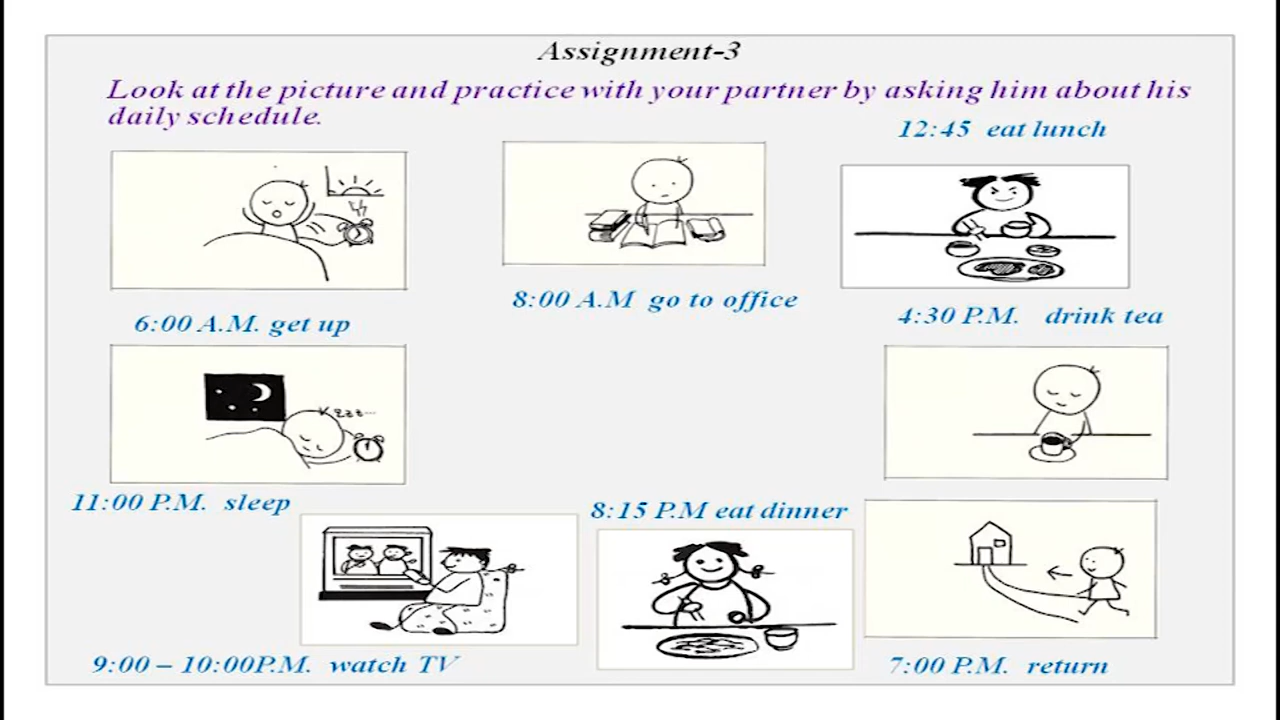 Assignment-3
Look at the picture and practice with your partner by asking him about his
daily schedule.
12:45 eat lunch
8:00 A.M go to office
6:00 A.M. get up
4:30 P.M. drink tea
zzz...
11:00 P.M. sleep
8:15 P.M eat dinner
9:00 – 10:00P.M. watch TV
7:00 P.M. return